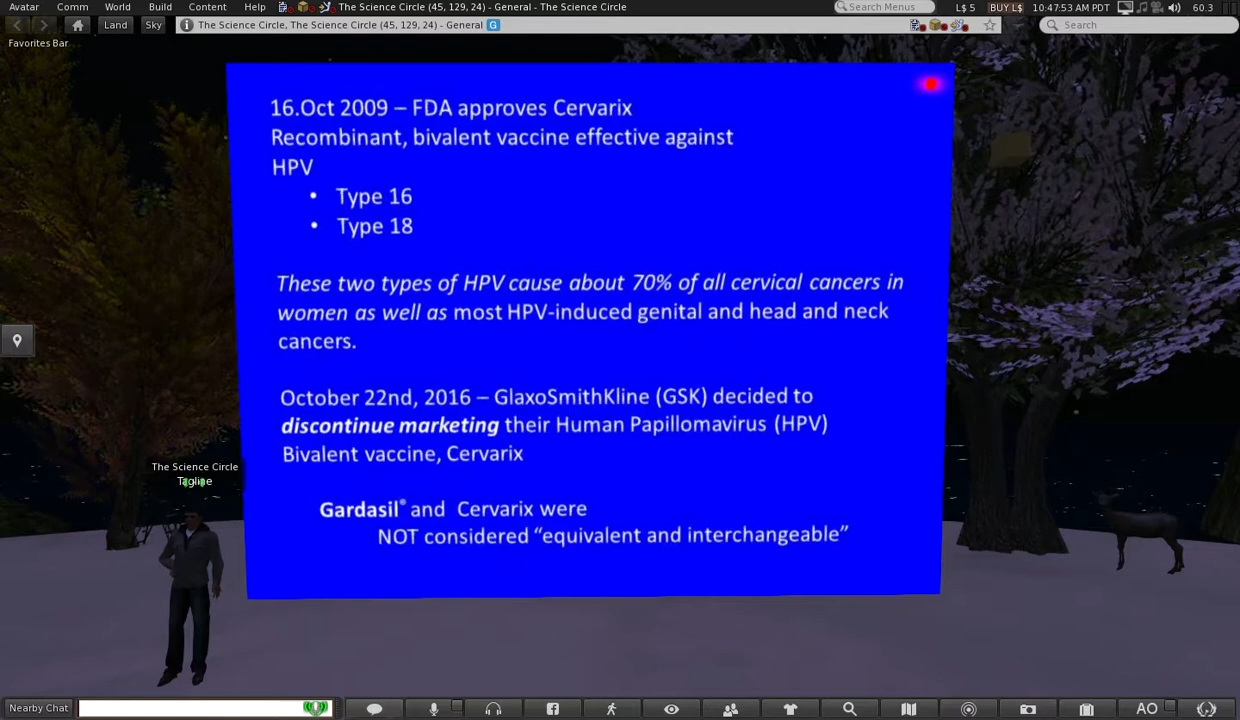 Avatar Comm World Build Content Help The Science Circle, The Science Circle (45, 129, 24) - General - The Science Circle Search Menus L$ 5 BUY L$ 10:47:53 AM PDT 60.3
Land Sky The Science Circle, The Science Circle (45, 129, 24) - General G Search
Favorites Bar
16.Oct 2009 – FDA approves Cervarix
Recombinant, bivalent vaccine effective against
HPV
• Type 16
• Type 18
These two types of HPV cause about 70% of all cervical cancers in
women as well as most HPV-induced genital and head and neck
cancers.
October 22nd, 2016 – GlaxoSmithKline (GSK) decided to
discontinue marketing their Human Papillomavirus (HPV)
Bivalent vaccine, Cervarix
Gardasil® and Cervarix were
NOT considered “equivalent and interchangeable”
The Science Circle
Tagline
Nearby Chat AO